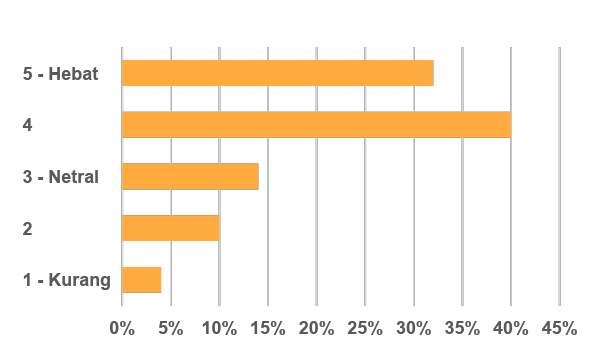 5 - Hebat
4
3 - Netral
2
1 - Kurang
0% 5% 10% 15% 20% 25% 30% 35% 40% 45%